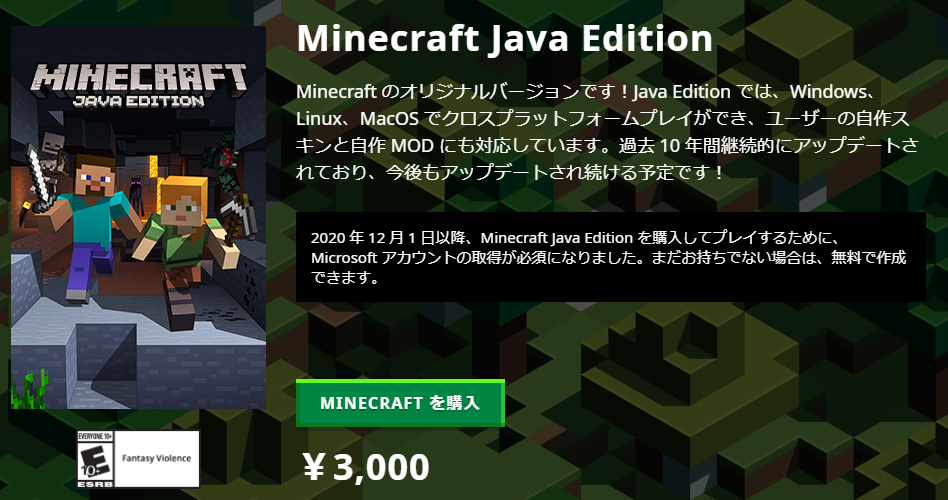 Minecraft Java Edition
MINECRAFT
JAVA EDITION
Minecraft のオリジナルバージョンです！Java Edition では、Windows、
Linux、MacOS でクロスプラットフォームプレイができ、ユーザーの自作ス
キンと自作 MOD にも対応しています。過去 10 年間継続的にアップデートさ
れており、今後もアップデートされ続ける予定です！
2020 年 12 月 1 日以降、Minecraft Java Edition を購入してプレイするために、
Microsoft アカウントの取得が必須になりました。まだお持ちでない場合は、無料で作成
できます。
MINECRAFT を購入
￥3,000
EVERYONE 10+
E
10+
ESRB
Fantasy Violence